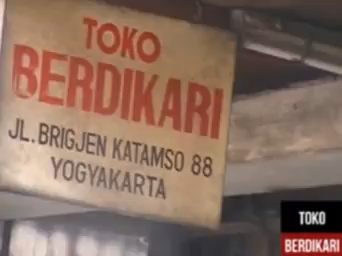 TOKO
BERDIKARI
JL. BRIGJEN KATAMSO 88
YOGYAKARTA
TOKO
BERDIKARI